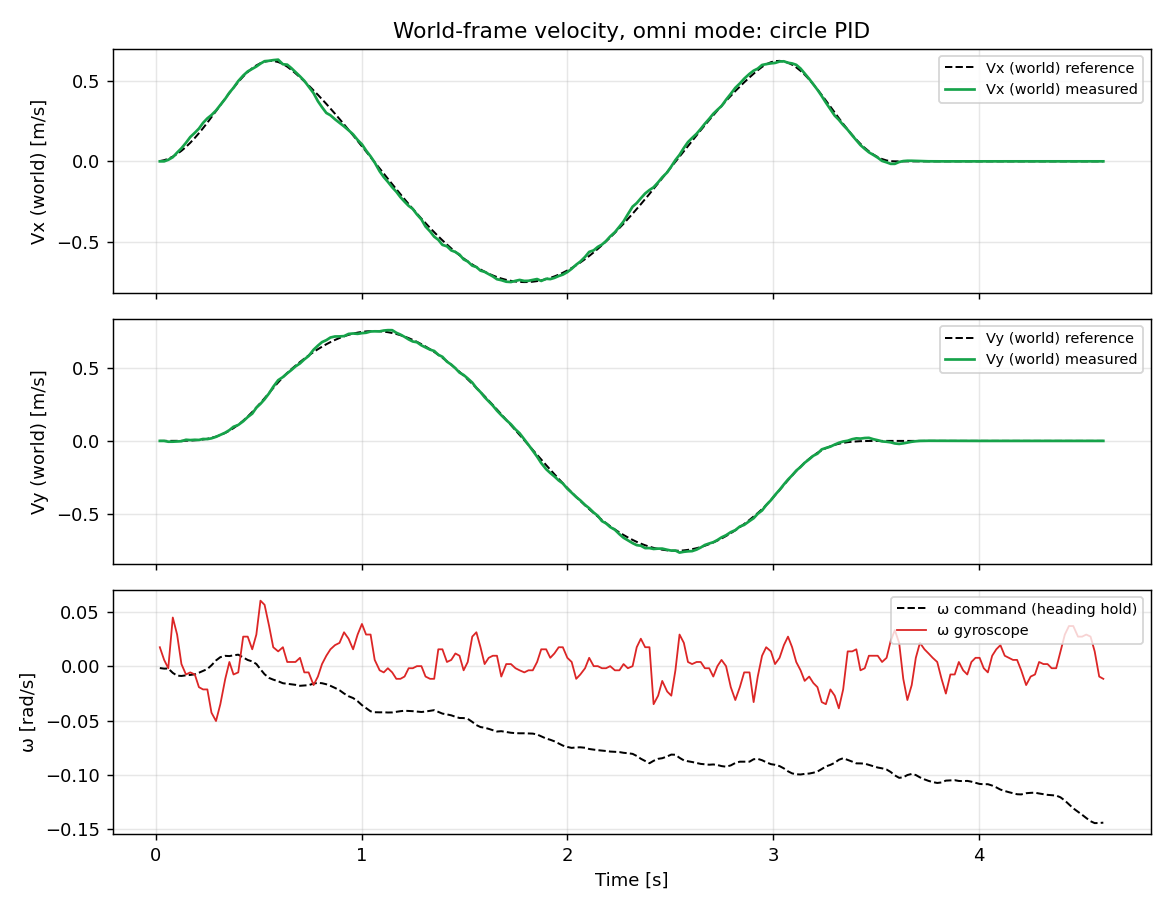 World-frame velocity, omni mode: circle PID
Vx (world) [m/s]
0.5
0.0
−0.5
Vx (world) reference
Vx (world) measured
Vy (world) [m/s]
0.5
0.0
−0.5
Vy (world) reference
Vy (world) measured
ω [rad/s]
0.05
0.00
−0.05
−0.10
−0.15
ω command (heading hold)
ω gyroscope
0 1 2 3 4
Time [s]